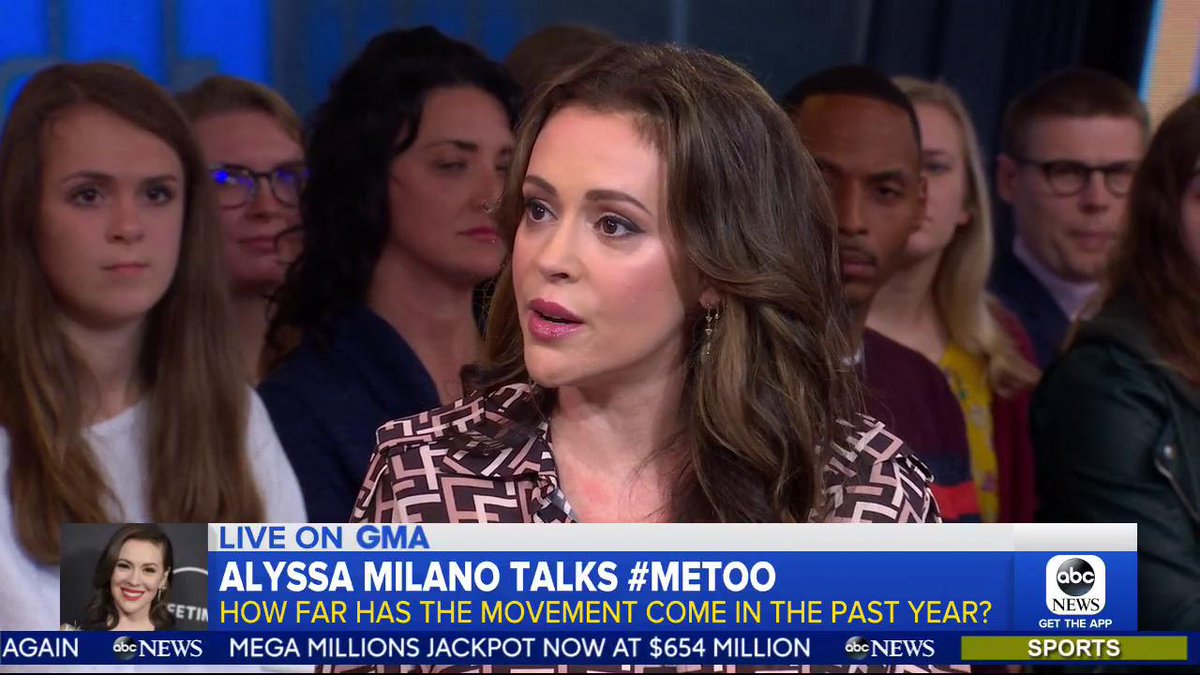 LIVE ON GMA
ALYSSA MILANO TALKS #METOO
HOW FAR HAS THE MOVEMENT COME IN THE PAST YEAR?
abc
NEWS
GET THE APP
ETIM
AGAIN abc NEWS MEGA MILLIONS JACKPOT NOW AT $654 MILLION abc NEWS SPORTS